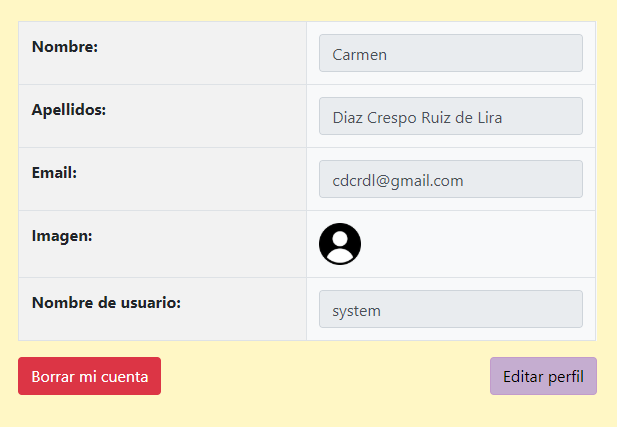 Nombre: Carmen
Apellidos: Diaz Crespo Ruiz de Lira
Email: cdcrdl@gmail.com
Imagen:
Nombre de usuario: system
Borrar mi cuenta Editar perfil